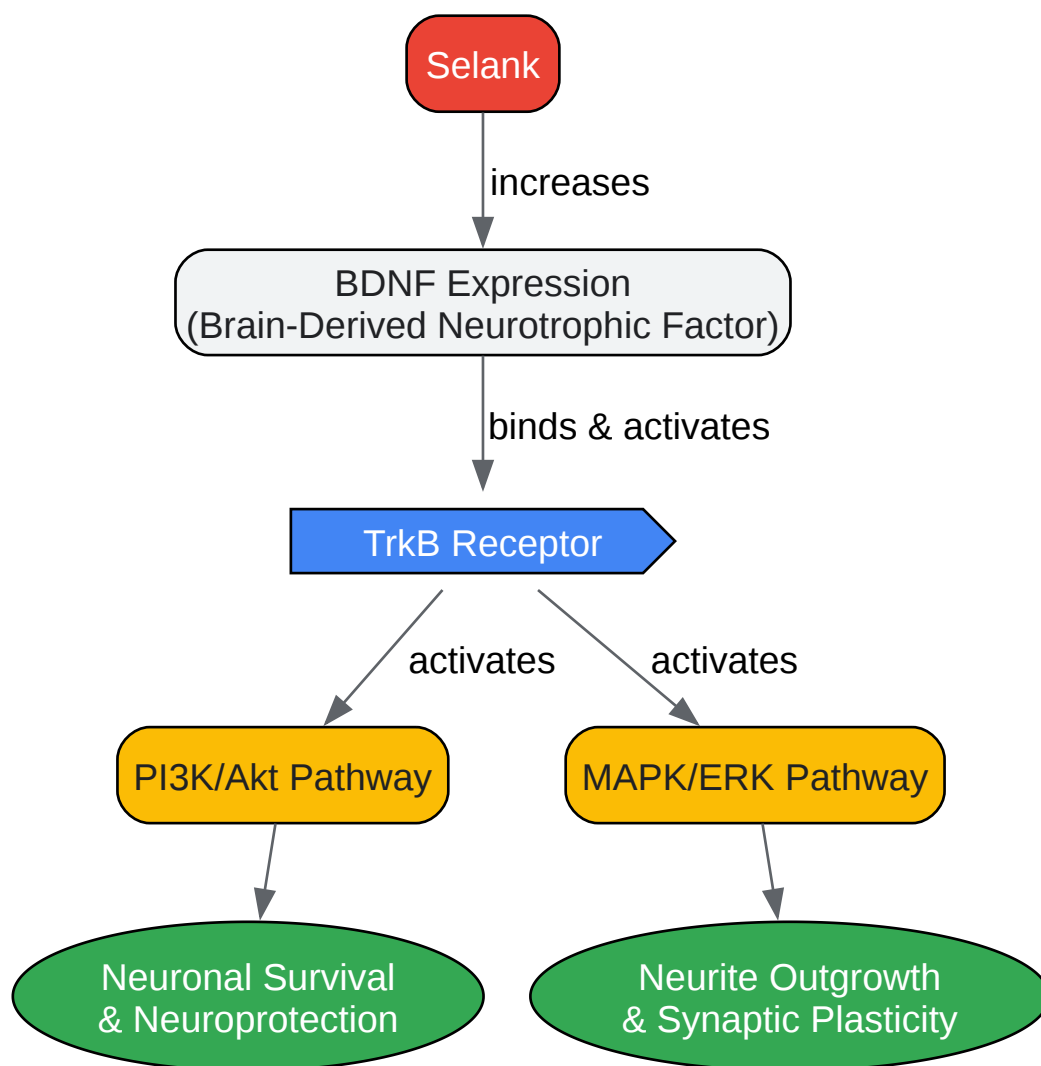 Selank
increases
BDNF Expression
(Brain-Derived Neurotrophic Factor)
binds & activates
TrkB Receptor
activates
activates
PI3K/Akt Pathway
MAPK/ERK Pathway
Neuronal Survival
& Neuroprotection
Neurite Outgrowth
& Synaptic Plasticity